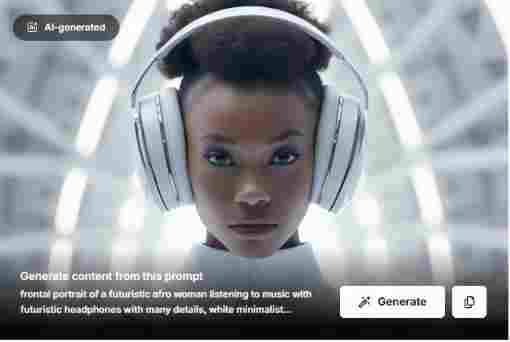 AI-generated
Generate content from this prompt
frontal portrait of a futuristic afro woman listening to music with
futuristic headphones with many details, white minimalist...
Generate